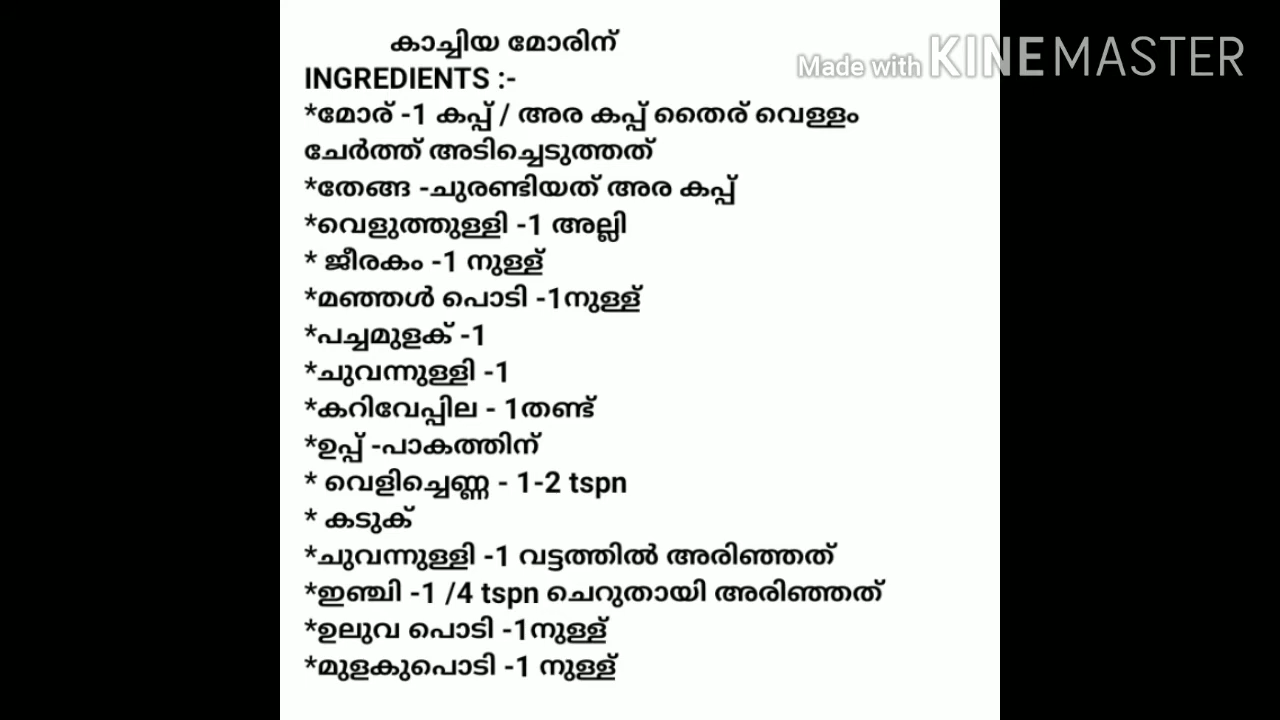 കാച്ചിയ മോരിന്
Made with KINEMASTER
INGREDIENTS :-
*മോര് -1 കപ്പ് / അര കപ്പ് തൈര് വെള്ളം
ചേർത്ത് അടിച്ചെടുത്തത്
*തേങ്ങ -ചുരണ്ടിയത് അര കപ്പ്
*വെളുത്തുള്ളി -1 അല്ലി
* ജീരകം -1 നുള്ള്
*മഞ്ഞൾ പൊടി -1നുള്ള്
*പച്ചമുളക് -1
*ചുവന്നുള്ളി -1
*കറിവേപ്പില - 1തണ്ട്
*ഉപ്പ് -പാകത്തിന്
* വെളിച്ചെണ്ണ - 1-2 tspn
* കടുക്
*ചുവന്നുള്ളി -1 വട്ടത്തിൽ അരിഞ്ഞത്
*ഇഞ്ചി -1 /4 tspn ചെറുതായി അരിഞ്ഞത്
*ഉലുവ പൊടി -1നുള്ള്
*മുളകുപൊടി -1 നുള്ള്